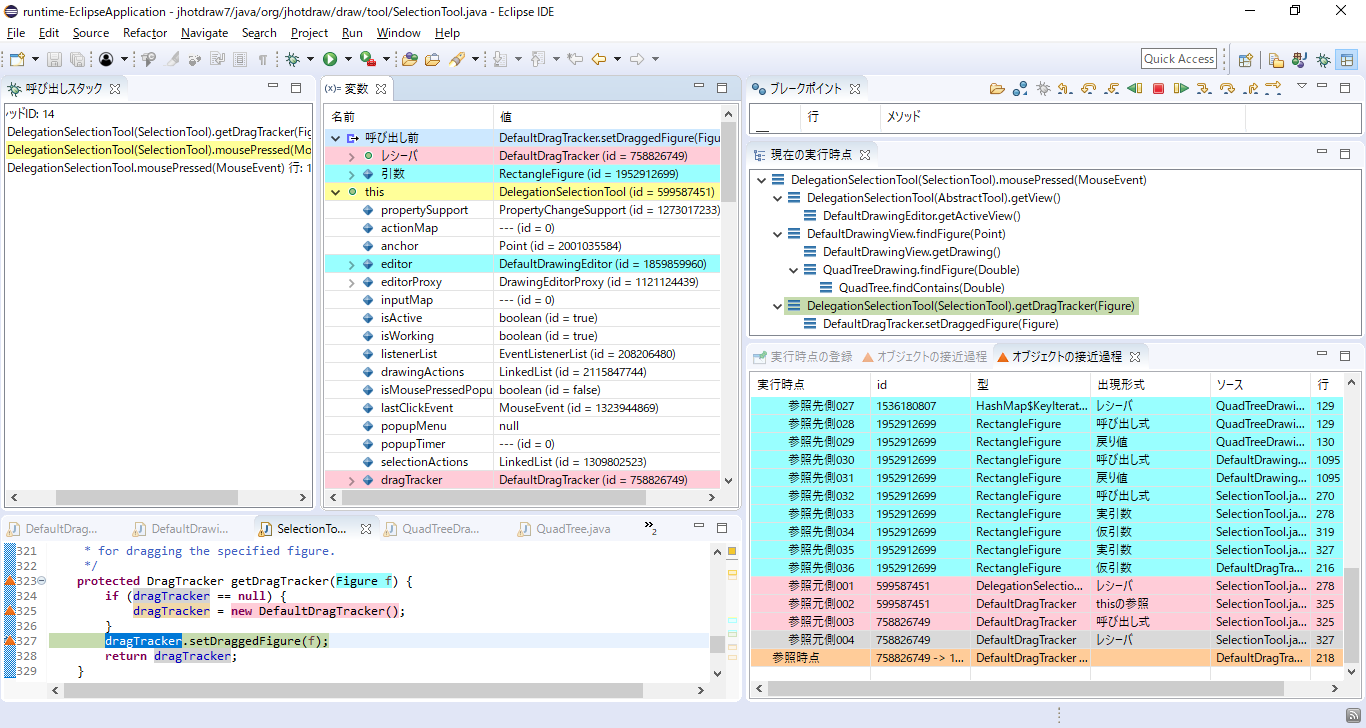 runtime-EclipseApplication - jhotdraw7/java/org/jhotdraw/draw/tool/SelectionTool.java - Eclipse IDE
File Edit Source Refactor Navigate Search Project Run Window Help
Quick Access
呼び出しスタック
ッドID: 14
DelegationSelectionTool(SelectionTool).getDragTracker(Fig
DelegationSelectionTool(SelectionTool).mousePressed(Mo
DelegationSelectionTool.mousePressed(MouseEvent) 行: 1
(x)= 変数
名前 値
呼び出し前 DefaultDragTracker.setDraggedFigure(Figu
レシーバ DefaultDragTracker (id = 758826749)
引数 RectangleFigure (id = 1952912699)
this DelegationSelectionTool (id = 599587451)
propertySupport PropertyChangeSupport (id = 1273017233)
actionMap --- (id = 0)
anchor Point (id = 2001035584)
editor DefaultDrawingEditor (id = 1859859960)
editorProxy DrawingEditorProxy (id = 1121124439)
inputMap --- (id = 0)
isActive boolean (id = true)
isWorking boolean (id = true)
listenerList EventListenerList (id = 208206480)
drawingActions LinkedList (id = 2115847744)
isMousePressedPopu boolean (id = false)
lastClickEvent MouseEvent (id = 1323944869)
popupMenu null
popupTimer --- (id = 0)
selectionActions LinkedList (id = 1309802523)
dragTracker DefaultDragTracker (id = 758826749)
ブレークポイント
行 メソッド
現在の実行時点
DelegationSelectionTool(SelectionTool).mousePressed(MouseEvent)
DelegationSelectionTool(AbstractTool).getView()
DefaultDrawingEditor.getActiveView()
DefaultDrawingView.findFigure(Point)
DefaultDrawingView.getDrawing()
QuadTreeDrawing.findFigure(Double)
QuadTree.findContains(Double)
DelegationSelectionTool(SelectionTool).getDragTracker(Figure)
DefaultDragTracker.setDraggedFigure(Figure)
実行時点の登録 オブジェクトの接近過程 オブジェクトの接近過程
実行時点 id 型 出現形式 ソース 行
参照先側027 1536180807 HashMap$KeyIterat... レシーバ QuadTreeDrawi... 129
参照先側028 1952912699 RectangleFigure 呼び出し式 QuadTreeDrawi... 129
参照先側029 1952912699 RectangleFigure 戻り値 QuadTreeDrawi... 130
参照先側030 1952912699 RectangleFigure 呼び出し式 DefaultDrawing... 1095
参照先側031 1952912699 RectangleFigure 戻り値 DefaultDrawing... 1095
参照先側032 1952912699 RectangleFigure 呼び出し式 SelectionTool.ja... 270
参照先側033 1952912699 RectangleFigure 実引数 SelectionTool.ja... 278
参照先側034 1952912699 RectangleFigure 仮引数 SelectionTool.ja... 319
参照先側035 1952912699 RectangleFigure 実引数 SelectionTool.ja... 327
参照先側036 1952912699 RectangleFigure 仮引数 DefaultDragTra... 216
参照元側001 599587451 DelegationSelectio... レシーバ SelectionTool.ja... 278
参照元側002 599587451 DefaultDragTracker thisの参照 SelectionTool.ja... 325
参照元側003 758826749 DefaultDragTracker 呼び出し式 SelectionTool.ja... 325
参照元側004 758826749 DefaultDragTracker レシーバ SelectionTool.ja... 327
参照時点 758826749 -> 1... DefaultDragTracker ... DefaultDragTra... 218
DefaultDrag... DefaultDrawi... SelectionTo... QuadTreeDra... QuadTree.java »2
321 * for dragging the specified figure.
322 */
323 protected DragTracker getDragTracker(Figure f) {
324 if (dragTracker == null) {
325 dragTracker = new DefaultDragTracker();
326 }
327 dragTracker.setDraggedFigure(f);
328 return dragTracker;
329 }